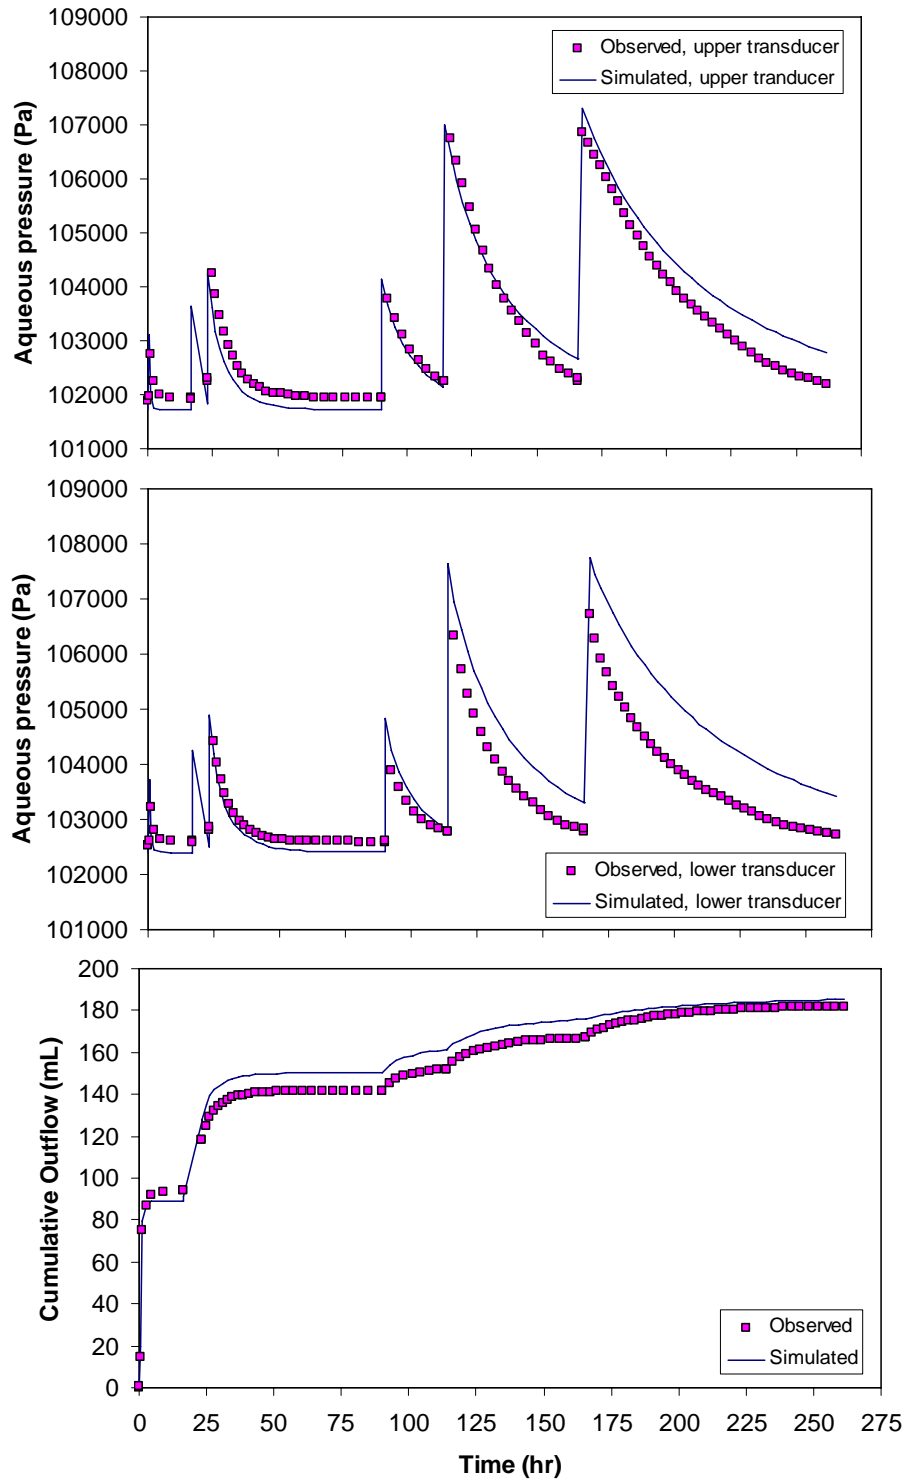 109000
108000
107000
106000
105000
104000
103000
102000
101000
Aqueous pressure (Pa)
Observed, upper transducer
Simulated, upper tranducer
109000
108000
107000
106000
105000
104000
103000
102000
101000
Aqueous pressure (Pa)
Observed, lower transducer
Simulated, lower transducer
200
180
160
140
120
100
80
60
40
20
0
Cumulative Outflow (mL)
Observed
Simulated
0 25 50 75 100 125 150 175 200 225 250 275
Time (hr)